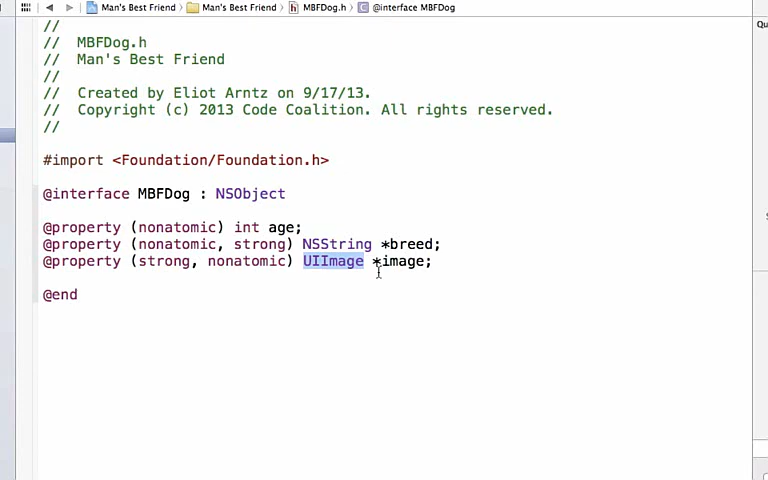 Man's Best Friend Man's Best Friend MBFDog.h @interface MBFDog
Qu
//
// MBFDog.h
// Man's Best Friend
//
// Created by Eliot Arntz on 9/17/13.
// Copyright (c) 2013 Code Coalition. All rights reserved.
//
#import <Foundation/Foundation.h>
@interface MBFDog : NSObject
@property (nonatomic) int age;
@property (nonatomic, strong) NSString *breed;
@property (strong, nonatomic) UIImage *image;
@end